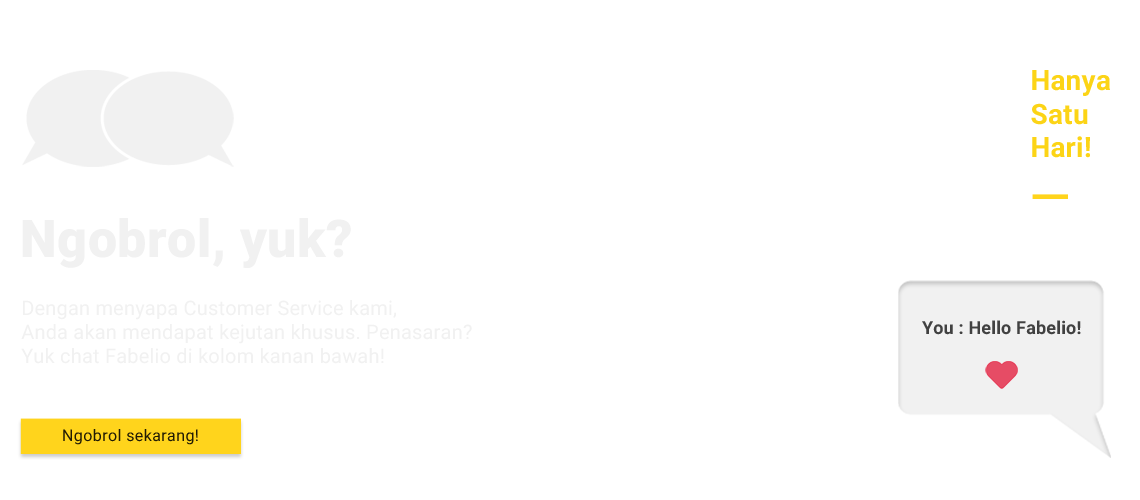 Hanya
Satu
Hari!
Ngobrol, yuk?
Dengan menyapa Customer Service kami,
Anda akan mendapat kejutan khusus. Penasaran?
Yuk chat Fabelio di kolom kanan bawah!
You : Hello Fabelio!
Ngobrol sekarang!